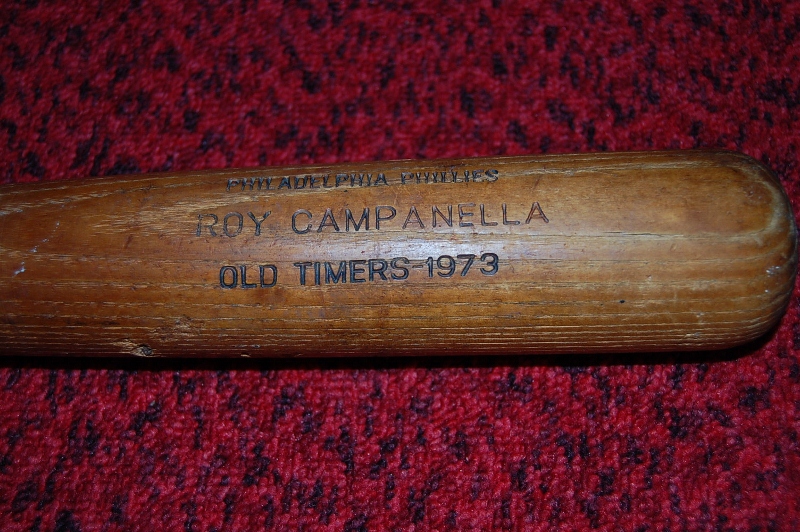 PHILADELPHIA PHILLIES
ROY CAMPANELLA
OLD TIMERS-1973